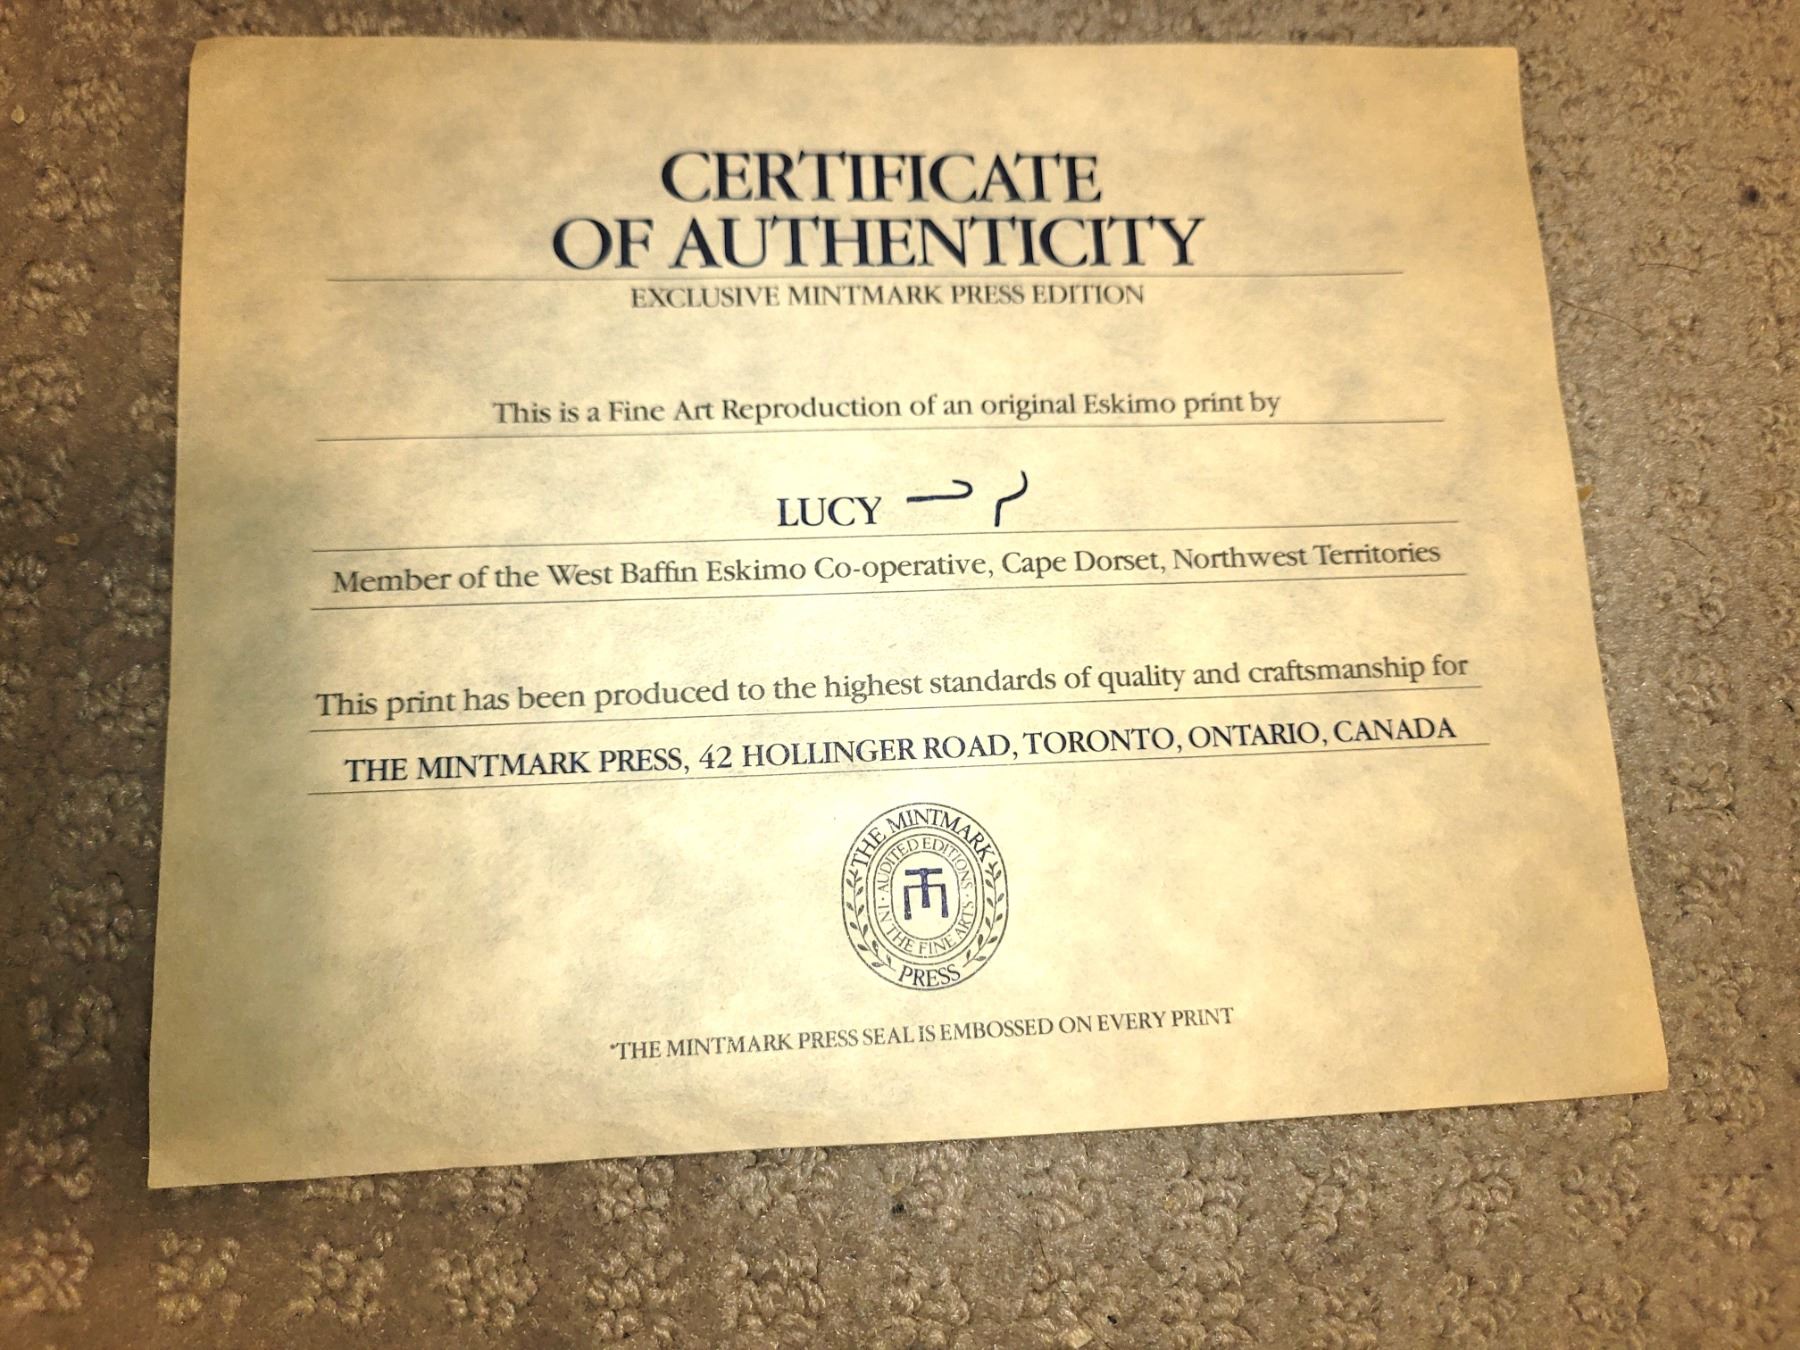 CERTIFICATE
OF AUTHENTICITY
EXCLUSIVE MINTMARK PRESS EDITION
This is a Fine Art Reproduction of an original Eskimo print by
LUCY ᓗᓯ
Member of the West Baffin Eskimo Co-operative, Cape Dorset, Northwest Territories
This print has been produced to the highest standards of quality and craftsmanship for
THE MINTMARK PRESS, 42 HOLLINGER ROAD, TORONTO, ONTARIO, CANADA
THE MINTMARK
AUDITED EDITIONS
· IN THE FINE ARTS ·
PRESS
*THE MINTMARK PRESS SEAL IS EMBOSSED ON EVERY PRINT